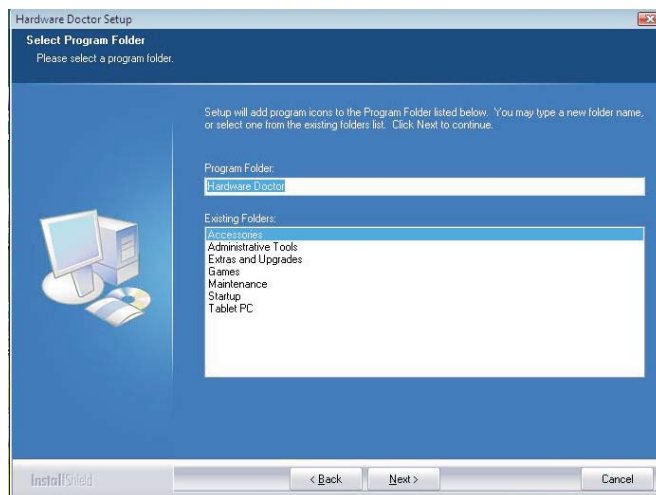 Hardware Doctor Setup
Select Program Folder
Please select a program folder.
Setup will add program icons to the Program Folder listed below. You may type a new folder name,
or select one from the existing folders list. Click Next to continue.
Program Folder:
Hardware Doctor
Existing Folders:
Accessories
Administrative Tools
Extras and Upgrades
Games
Maintenance
Startup
Tablet PC
InstallShield
< Back
Next >
Cancel